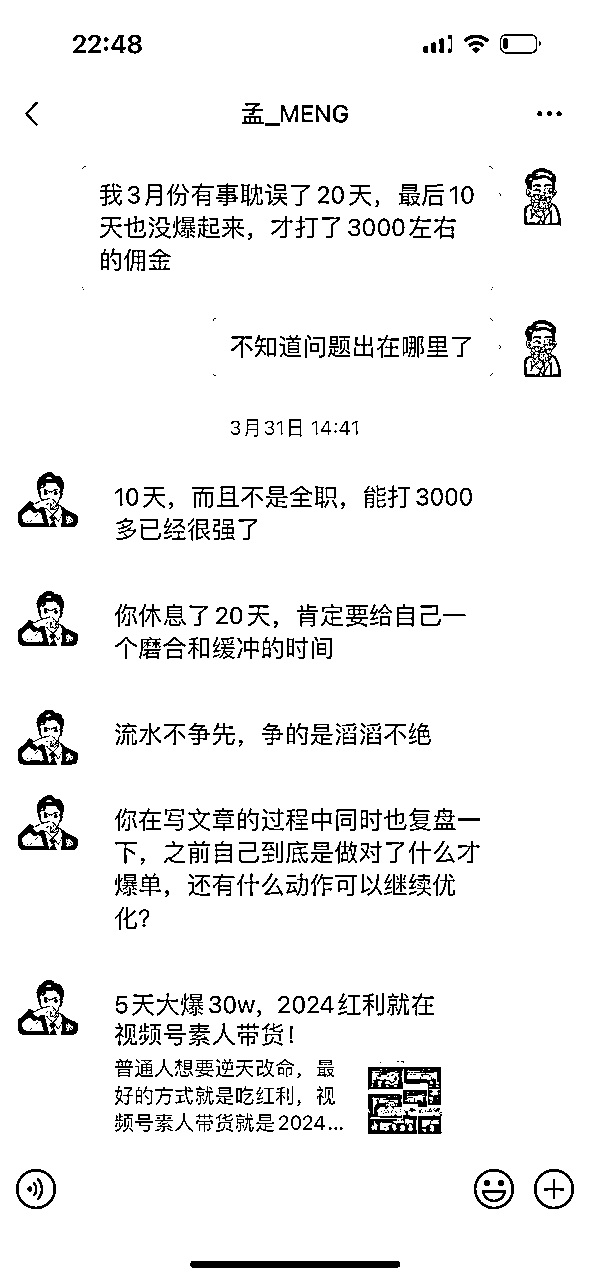 22:48
孟_MENG
我3月份有事耽误了20天，最后10
天也没爆起来，才打了3000左右
的佣金
不知道问题出在哪里了
3月31日 14:41
10天，而且不是全职，能打3000
多已经很强了
你休息了20天，肯定要给自己一
个磨合和缓冲的时间
流水不争先，争的是滔滔不绝
你在写文章的过程中同时也复盘一
下，之前自己到底是做对了什么才
爆单，还有什么动作可以继续优
化？
5天大爆30w，2024红利就在
视频号素人带货！
普通人想要逆天改命，最
好的方式就是吃红利，视
频号素人带货就是2024...